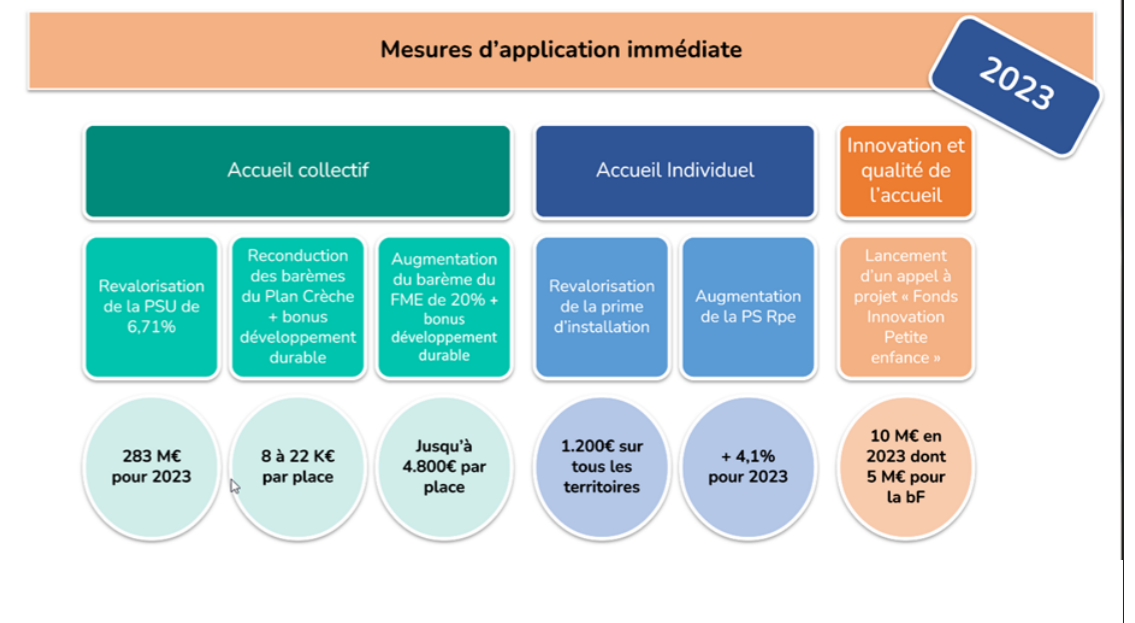 Mesures d'application immédiate
2023
Accueil collectif
Accueil Individuel
Innovation et
qualité de
l'accueil
Revalorisation
de la PSU de
6,71%
Reconduction
des barèmes
du Plan Crèche
+ bonus
développement
durable
Augmentation
du barème du
FME de 20% +
bonus
développement
durable
Revalorisation
de la prime
d'installation
Augmentation
de la PS Rpe
Lancement
d'un appel à
projet « Fonds
Innovation
Petite
enfance »
283 M€
pour 2023
8 à 22 K€
par place
Jusqu'à
4.800€ par
place
1.200€ sur
tous les
territoires
+ 4,1%
pour 2023
10 M€ en
2023 dont
5 M€ pour
la bF